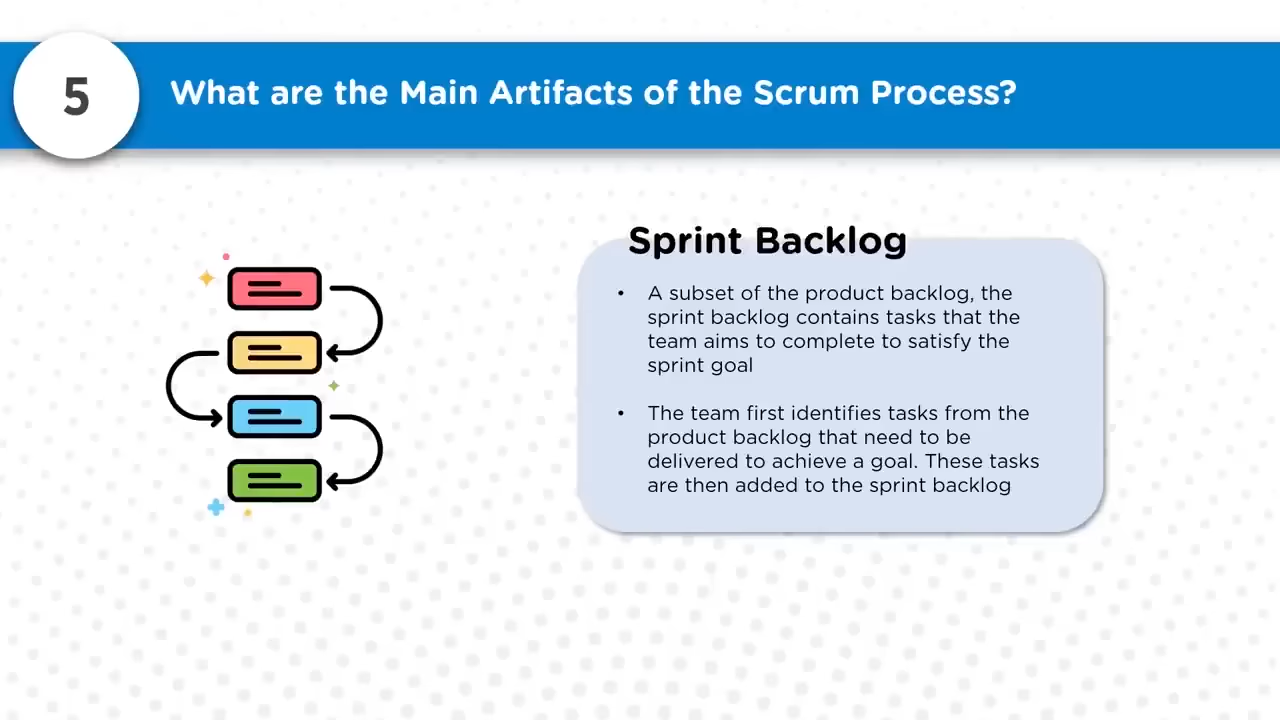 5
What are the Main Artifacts of the Scrum Process?
Sprint Backlog
• A subset of the product backlog, the
sprint backlog contains tasks that the
team aims to complete to satisfy the
sprint goal
• The team first identifies tasks from the
product backlog that need to be
delivered to achieve a goal. These tasks
are then added to the sprint backlog